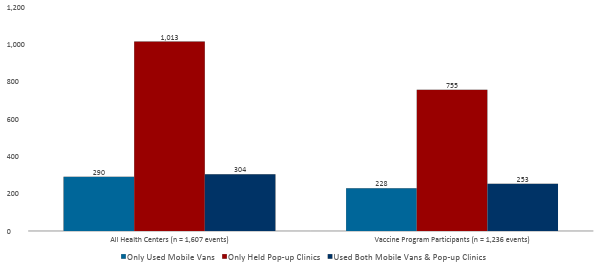 1,200
1,000
800
600
400
200
0
290
1,013
304
228
755
253
All Health Centers (n = 1,607 events)
Vaccine Program Participants (n = 1,236 events)
Only Used Mobile Vans
Only Held Pop-up Clinics
Used Both Mobile Vans & Pop-up Clinics